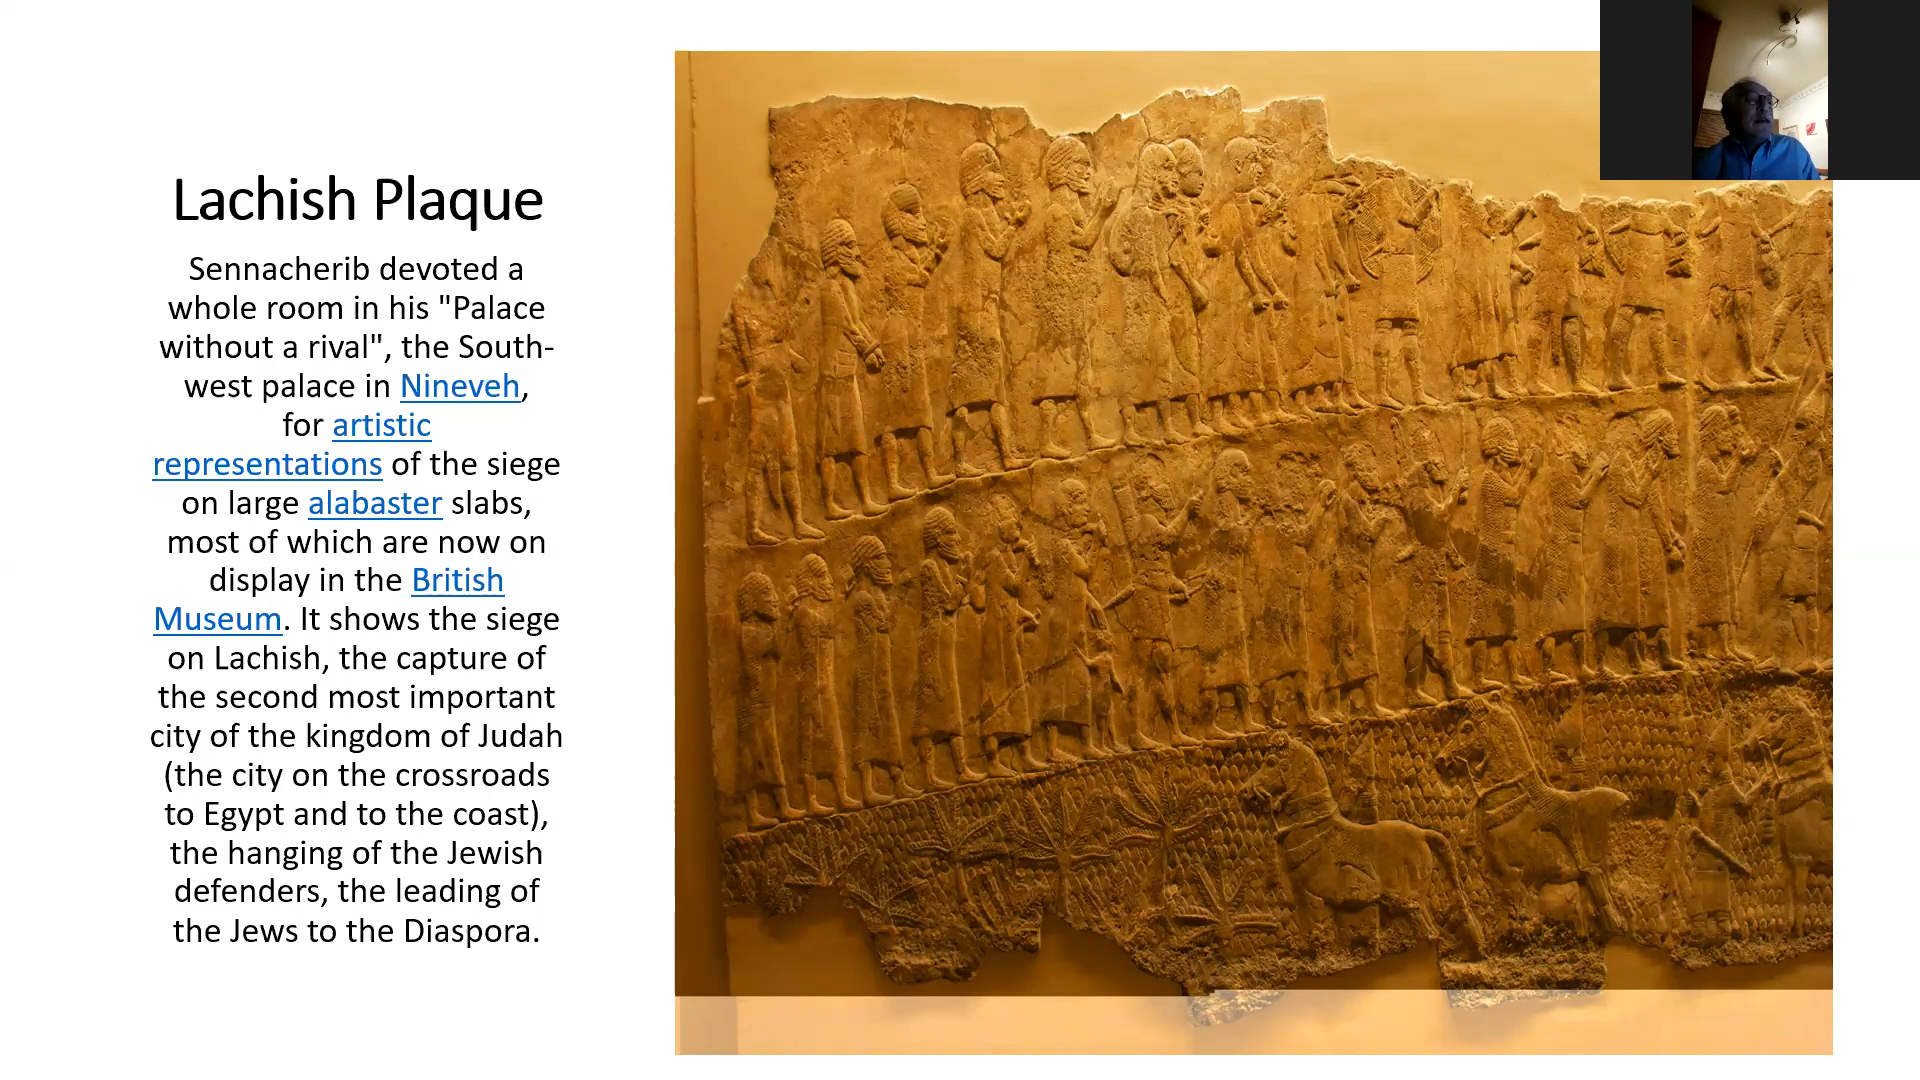 Lachish Plaque
Sennacherib devoted a
whole room in his "Palace
without a rival", the South-
west palace in Nineveh,
for artistic
representations of the siege
on large alabaster slabs,
most of which are now on
display in the British
Museum. It shows the siege
on Lachish, the capture of
the second most important
city of the kingdom of Judah
(the city on the crossroads
to Egypt and to the coast),
the hanging of the Jewish
defenders, the leading of
the Jews to the Diaspora.